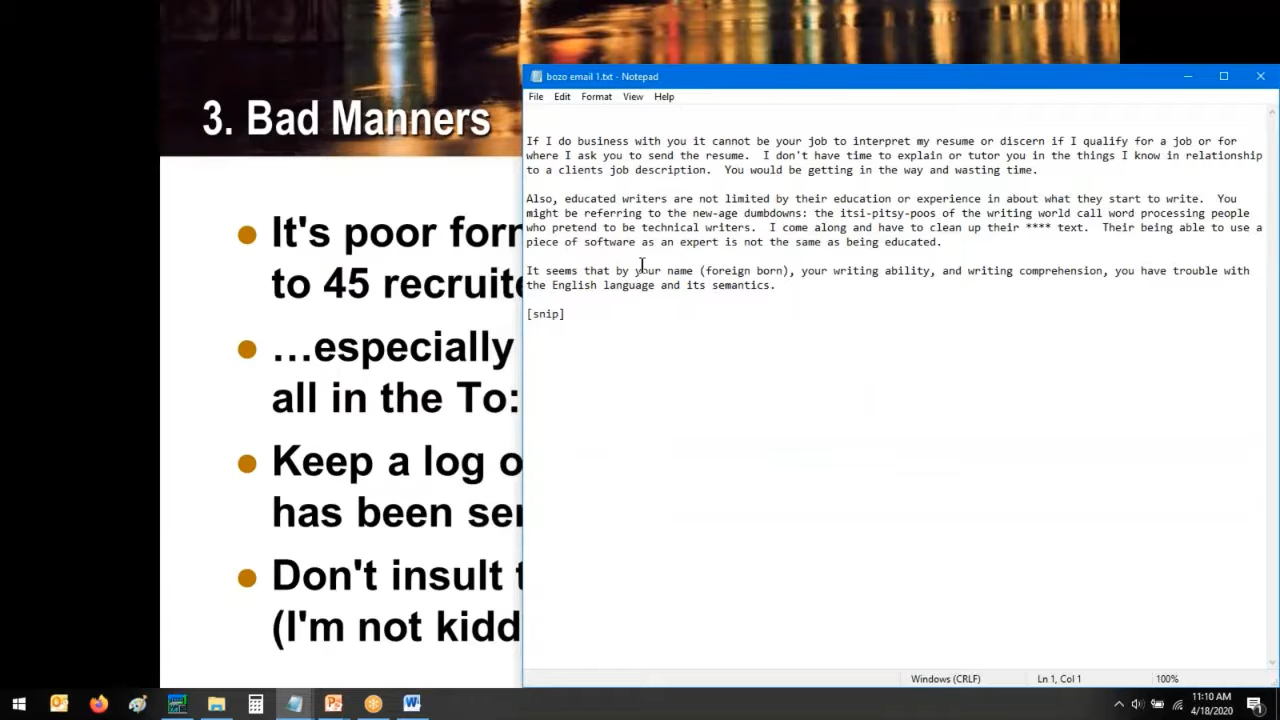 3. Bad Manners
It's poor for
to 45 recruit
…especially
all in the To:
Keep a log o
has been se
Don't insult
(I'm not kidd
bozo email 1.txt - Notepad
File Edit Format View Help
If I do business with you it cannot be your job to interpret my resume or discern if I qualify for a job or for
where I ask you to send the resume.  I don't have time to explain or tutor you in the things I know in relationship
to a clients job description.  You would be getting in the way and wasting time.
Also, educated writers are not limited by their education or experience in about what they start to write.  You
might be referring to the new-age dumbdowns: the itsi-pitsy-poos of the writing world call word processing people
who pretend to be technical writers.  I come along and have to clean up their **** text.  Their being able to use a
piece of software as an expert is not the same as being educated.
It seems that by your name (foreign born), your writing ability, and writing comprehension, you have trouble with
the English language and its semantics.
[snip]
Windows (CRLF) Ln 1, Col 1 100%
11:10 AM
4/18/2020